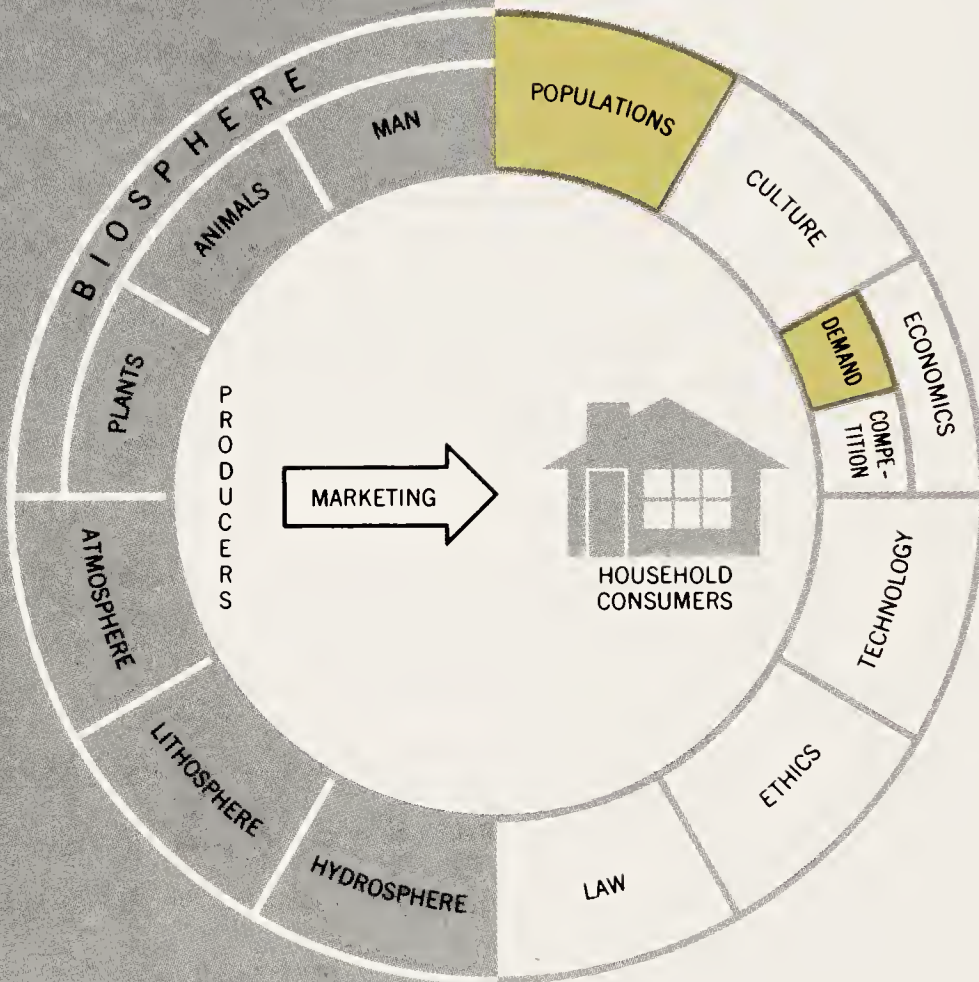 BIOSPHERE
MAN
ANIMALS
PLANTS
ATMOSPHERE
LITHOSPHERE
HYDROSPHERE
POPULATIONS
CULTURE
ECONOMICS
DEMAND
COMPE-
TITION
TECHNOLOGY
ETHICS
LAW
PRODUCERS
MARKETING
HOUSEHOLD
CONSUMERS